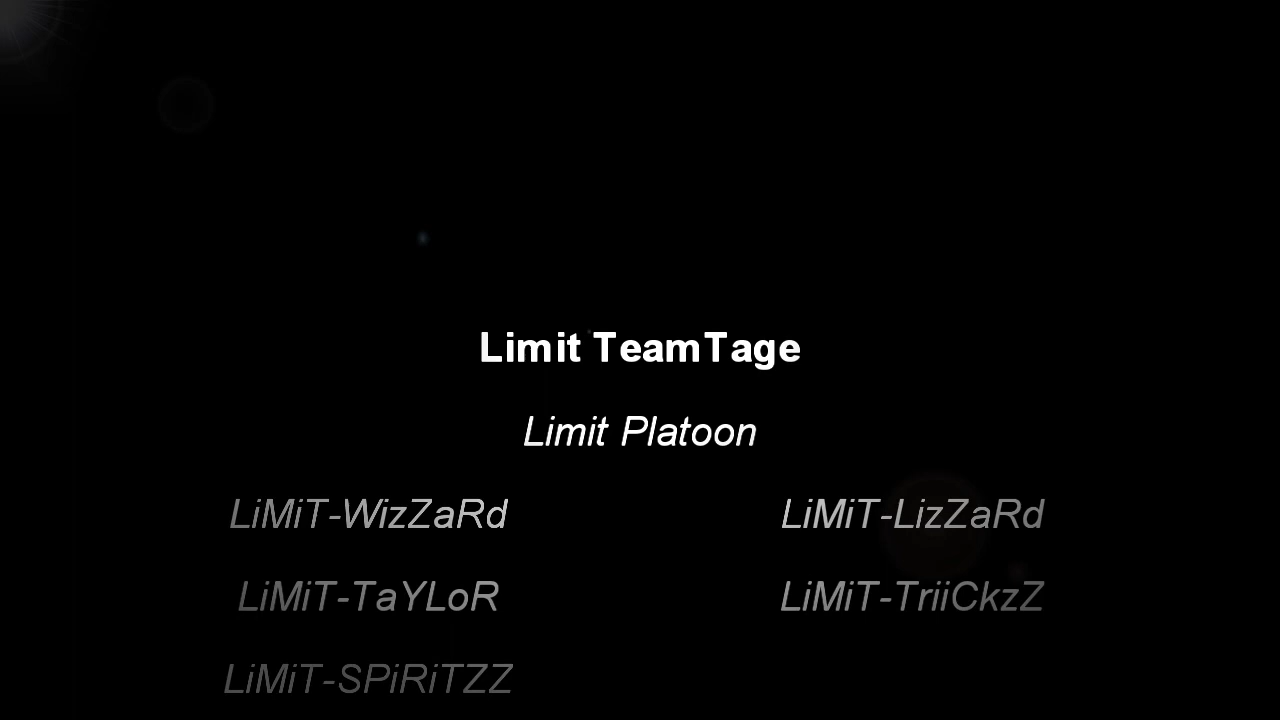 Limit TeamTage
Limit Platoon
LiMiT-WizZaRd LiMiT-LizZaRd
LiMiT-TaYLoR LiMiT-TriiCkzZ
LiMiT-SPiRiTZZ